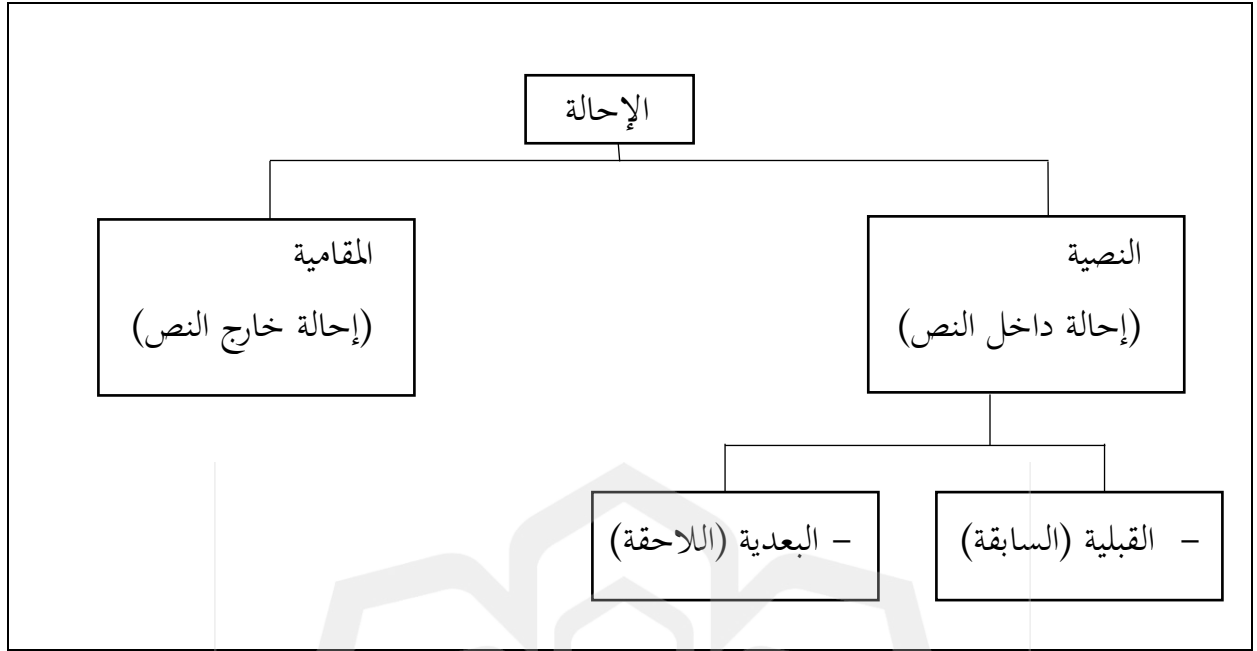 الإحالة
النصية
(إحالة داخل النص)
المقامية
(إحالة خارج النص)
- القبلية (السابقة)
- البعدية (اللاحقة)